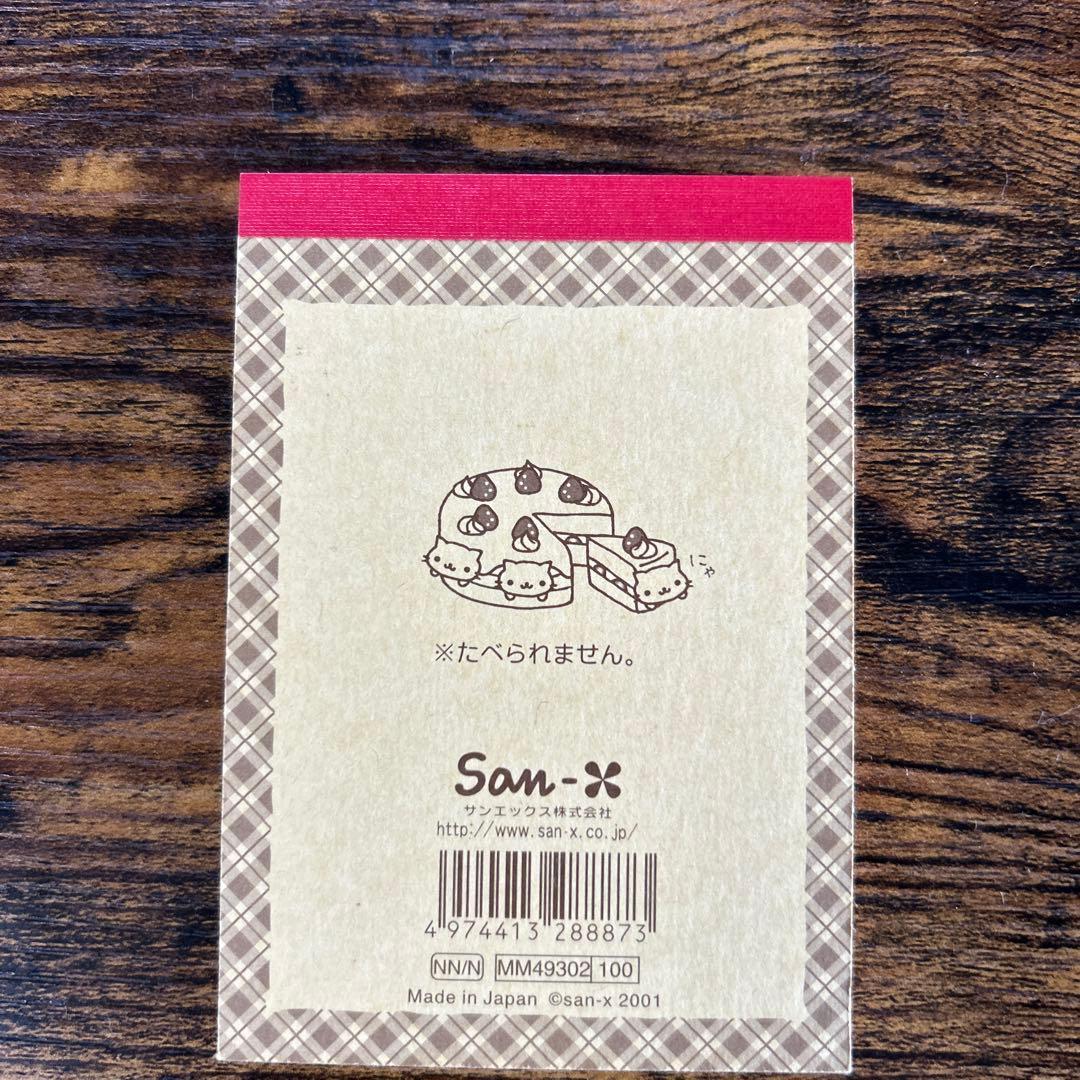 にゃ
※たべられません。
San-X
サンエックス株式会社
http://www.san-x.co.jp/
4 974413 288873
NN/N MM49302 100
Made in Japan ©san-x 2001